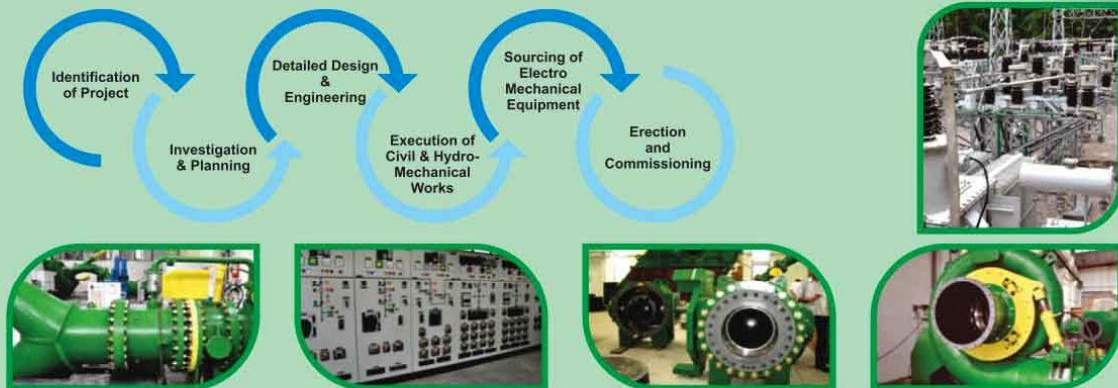 Identification
of Project
Investigation
& Planning
Detailed Design
&
Engineering
Execution of
Civil & Hydro-
Mechanical
Works
Sourcing of
Electro
Mechanical
Equipment
Erection
and
Commissioning